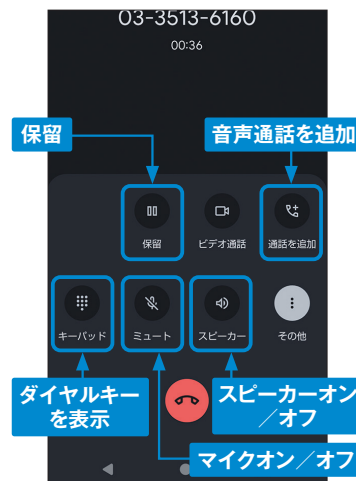 03-3513-6160
00:36
保留
音声通話を追加
保留
ビデオ通話
通話を追加
キーパッド
ミュート
スピーカー
その他
ダイヤルキー
を表示
スピーカーオン
／オフ
マイクオン／オフ